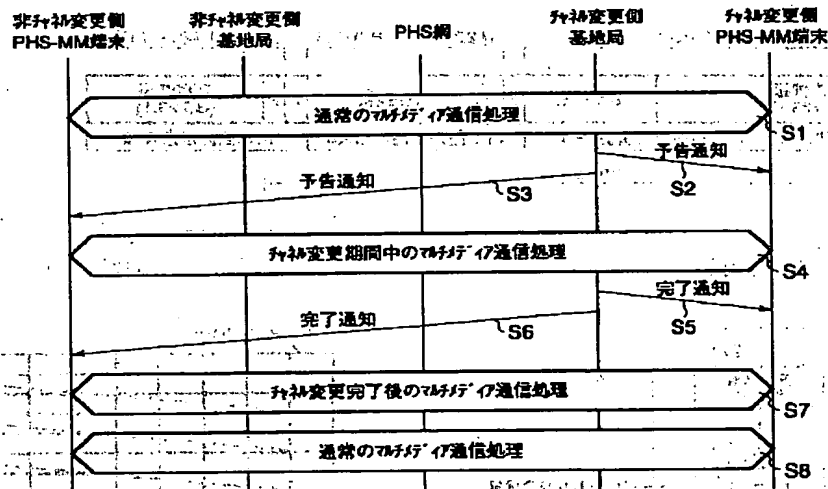 非ﾁｬﾈﾙ変更側
PHS-MM端末
非ﾁｬﾈﾙ変更側
基地局
PHS網
ﾁｬﾈﾙ変更側
基地局
ﾁｬﾈﾙ変更側
PHS-MM端末
通常のﾏﾙﾁﾒﾃﾞｨｱ通信処理
S1
予告通知
S2
予告通知
S3
ﾁｬﾈﾙ変更期間中のﾏﾙﾁﾒﾃﾞｨｱ通信処理
S4
完了通知
S5
完了通知
S6
ﾁｬﾈﾙ変更完了後のﾏﾙﾁﾒﾃﾞｨｱ通信処理
S7
通常のﾏﾙﾁﾒﾃﾞｨｱ通信処理
S8